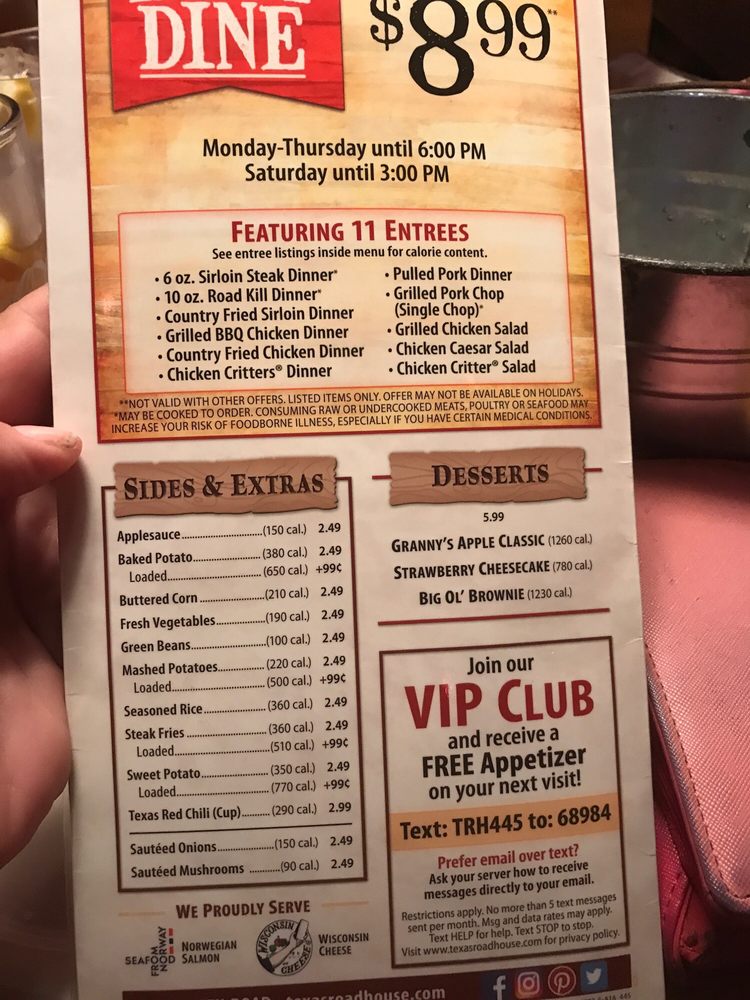 DINE
$8.99**
Monday-Thursday until 6:00 PM
Saturday until 3:00 PM
FEATURING 11 ENTREES
See entree listings inside menu for calorie content.
• 6 oz. Sirloin Steak Dinner*
• 10 oz. Road Kill Dinner*
• Country Fried Sirloin Dinner
• Grilled BBQ Chicken Dinner
• Country Fried Chicken Dinner
• Chicken Critters® Dinner
• Pulled Pork Dinner
• Grilled Pork Chop
(Single Chop)*
• Grilled Chicken Salad
• Chicken Caesar Salad
• Chicken Critter® Salad
**NOT VALID WITH OTHER OFFERS. LISTED ITEMS ONLY. OFFER MAY NOT BE AVAILABLE ON HOLIDAYS.
*MAY BE COOKED TO ORDER. CONSUMING RAW OR UNDERCOOKED MEATS, POULTRY OR SEAFOOD MAY
INCREASE YOUR RISK OF FOODBORNE ILLNESS, ESPECIALLY IF YOU HAVE CERTAIN MEDICAL CONDITIONS.
SIDES & EXTRAS
Applesauce (150 cal.) 2.49
Baked Potato (380 cal.) 2.49
Loaded (650 cal.) +99¢
Buttered Corn (210 cal.) 2.49
Fresh Vegetables (190 cal.) 2.49
Green Beans (100 cal.) 2.49
Mashed Potatoes (220 cal.) 2.49
Loaded (500 cal.) +99¢
Seasoned Rice (360 cal.) 2.49
Steak Fries (360 cal.) 2.49
Loaded (510 cal.) +99¢
Sweet Potato (350 cal.) 2.49
Loaded (770 cal.) +99¢
Texas Red Chili (Cup) (290 cal.) 2.99
Sautéed Onions (150 cal.) 2.49
Sautéed Mushrooms (90 cal.) 2.49
WE PROUDLY SERVE
SEAFOOD
FROM
NORWAY
NORWEGIAN
SALMON
WISCONSIN
CHEESE
WISCONSIN
CHEESE
DESSERTS
5.99
GRANNY'S APPLE CLASSIC (1260 cal.)
STRAWBERRY CHEESECAKE (780 cal.)
BIG OL' BROWNIE (1230 cal.)
Join our
VIP CLUB
and receive a
FREE Appetizer
on your next visit!
Text: TRH445 to: 68984
Prefer email over text?
Ask your server how to receive
messages directly to your email.
Restrictions apply. No more than 5 text messages
sent per month. Msg and data rates may apply.
Text HELP for help. Text STOP to stop.
Visit www.texasroadhouse.com for privacy policy.
texasroadhouse.com